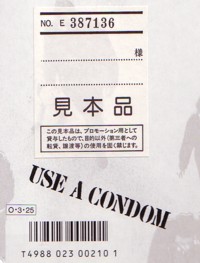 NO. E 387136
様
見本品
この見本品は、プロモーション用として
貸与したもので、目的以外(第三者への
転貸、譲渡等)の使用を固く禁じます。
USE A CONDOM
O・3・25
T4988 023 00210 1